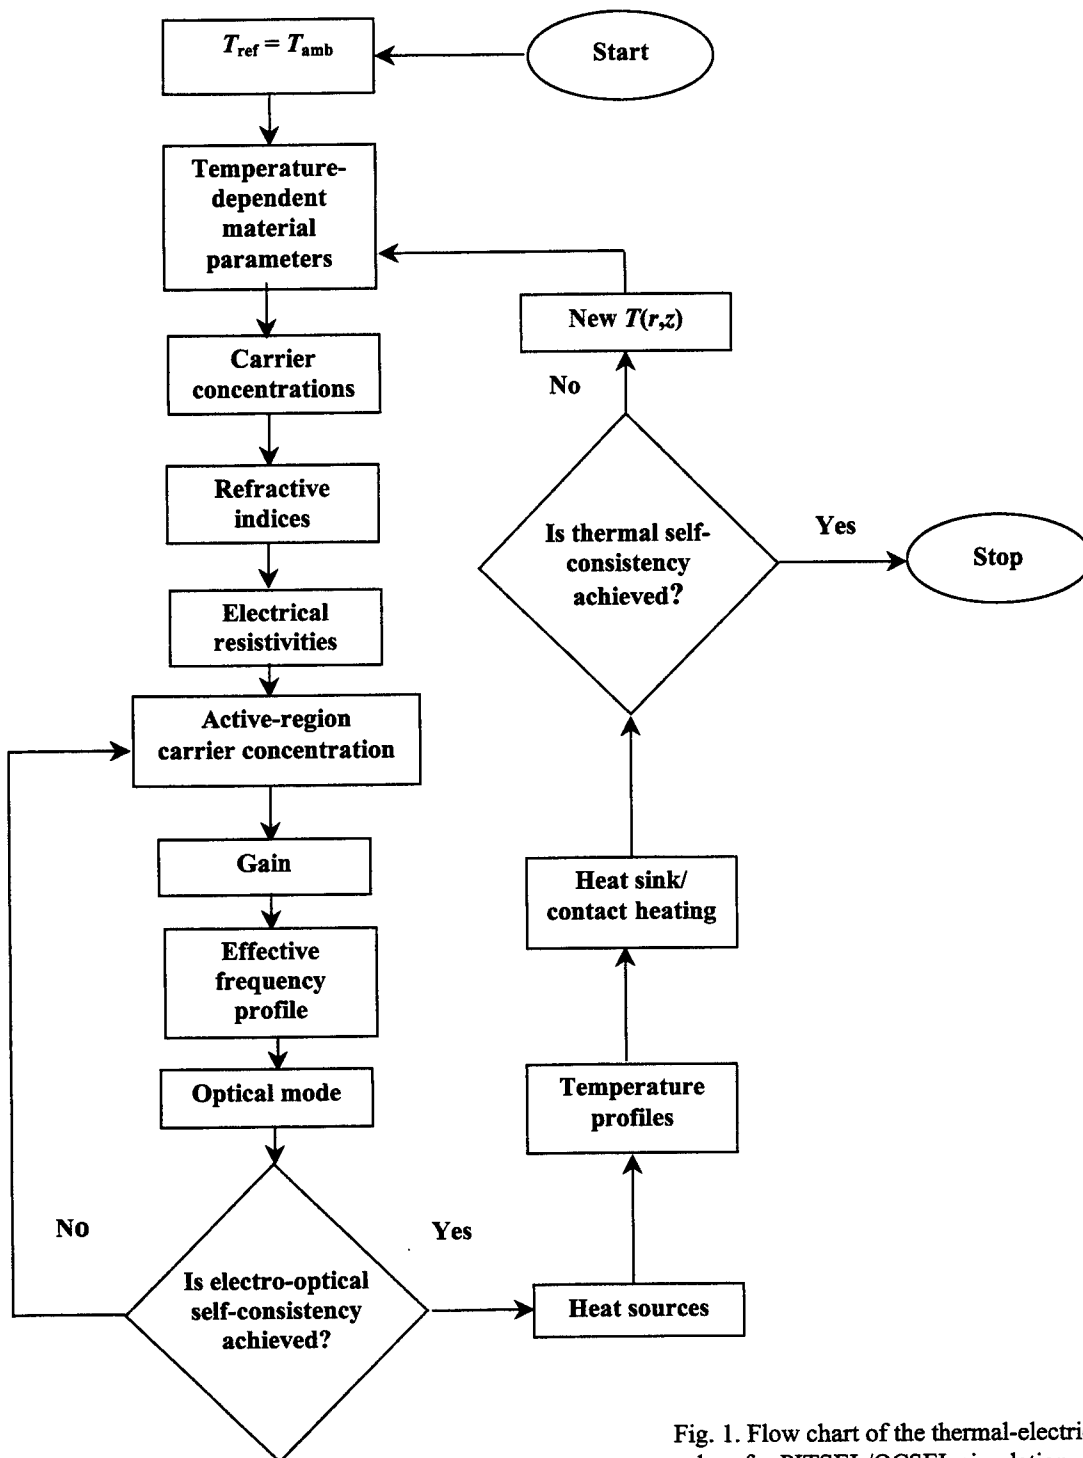 Start
T_ref = T_amb
Temperature-
dependent
material
parameters
Carrier
concentrations
Refractive
indices
Electrical
resistivities
Active-region
carrier concentration
Gain
Effective
frequency
profile
Optical mode
Is electro-optical
self-consistency
achieved?
No
Yes
Heat sources
Temperature
profiles
Heat sink/
contact heating
Is thermal self-
consistency
achieved?
No
Yes
New T(r,z)
Stop
Fig. 1. Flow chart of the thermal-electri